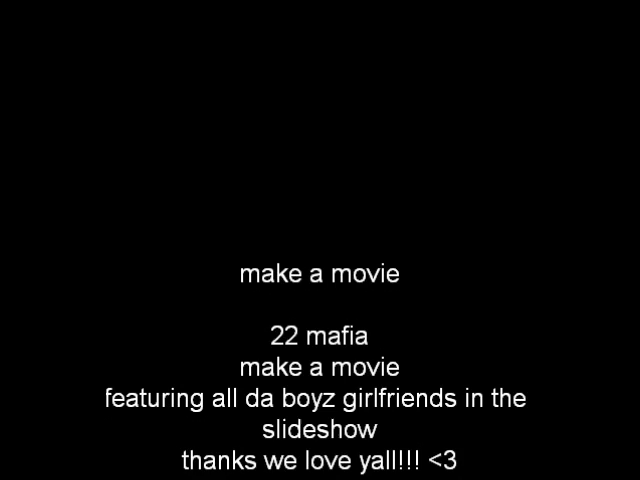 make a movie
22 mafia
make a movie
featuring all da boyz girlfriends in the
slideshow
thanks we love yall!!! <3